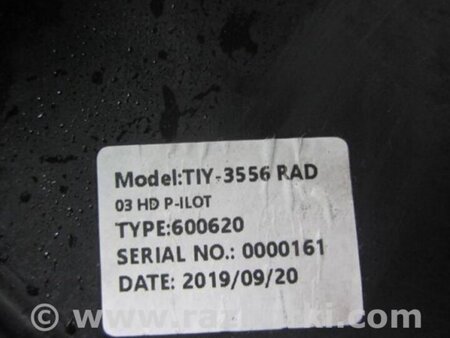 Model:TIY-3556 RAD
03 HD P-ILOT
TYPE:600620
SERIAL NO.: 0000161
DATE: 2019/09/20